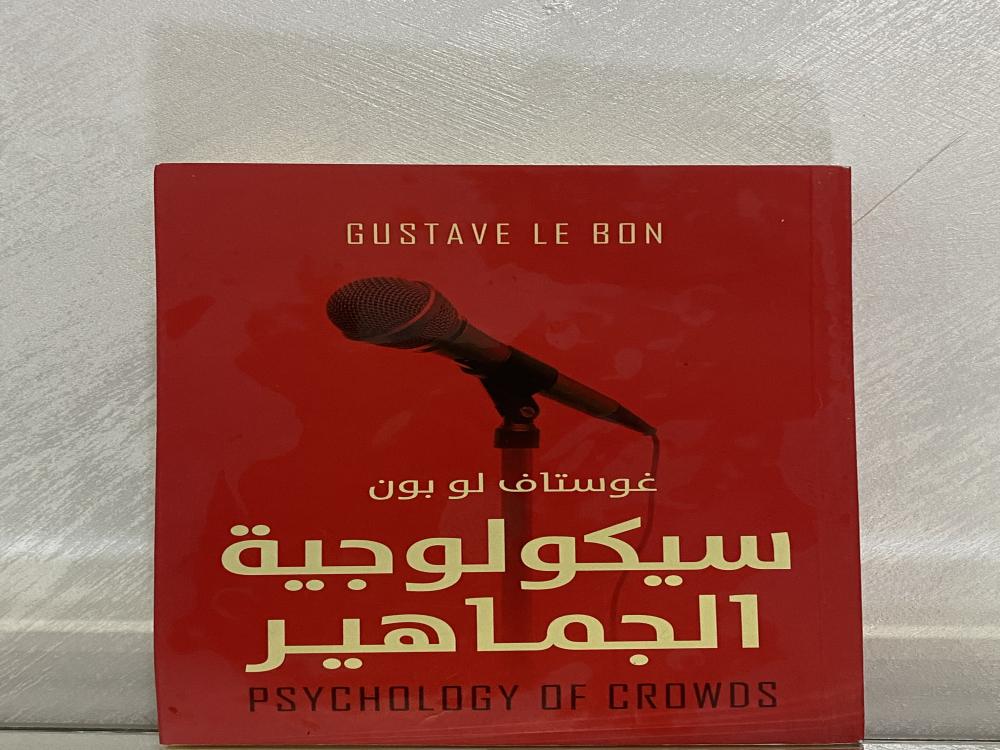 GUSTAVE LE BON
غوستاف لو بون
سيكولوجية
الجماهير
PSYCHOLOGY OF CROWDS